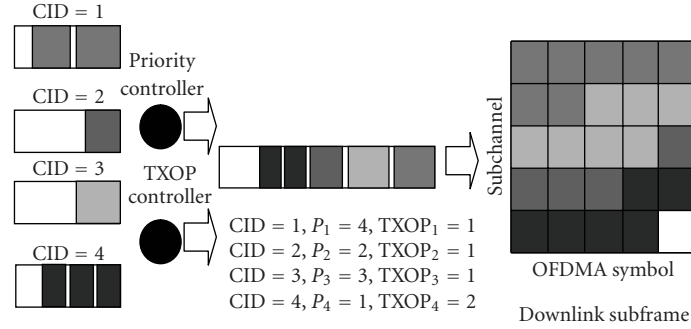 CID = 1
Priority
controller
CID = 2
CID = 3
TXOP
controller
CID = 4
CID = 1, P₁ = 4, TXOP₁ = 1
CID = 2, P₂ = 2, TXOP₂ = 1
CID = 3, P₃ = 3, TXOP₃ = 1
CID = 4, P₄ = 1, TXOP₄ = 2
Subchannel
OFDMA symbol
Downlink subframe